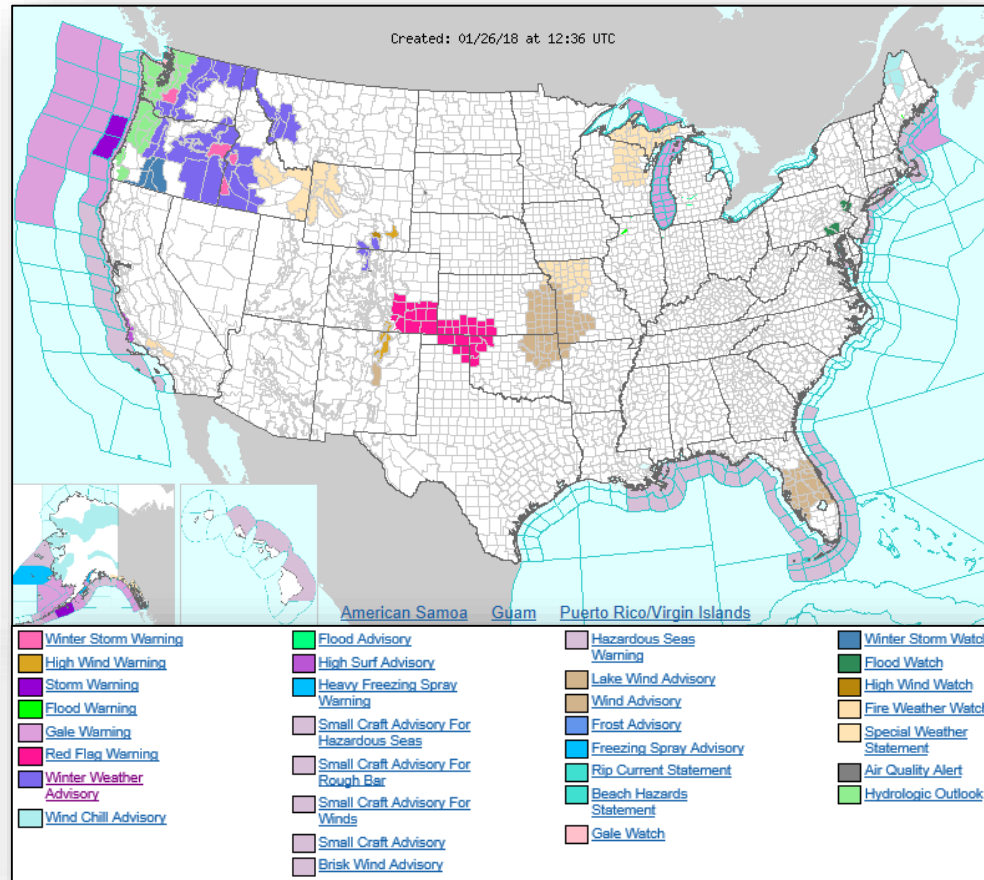 Created: 01/26/18 at 12:36 UTC
American Samoa Guam Puerto Rico/Virgin Islands
Winter Storm Warning
High Wind Warning
Storm Warning
Flood Warning
Gale Warning
Red Flag Warning
Winter Weather
Advisory
Wind Chill Advisory
Flood Advisory
High Surf Advisory
Heavy Freezing Spray
Warning
Small Craft Advisory For
Hazardous Seas
Small Craft Advisory For
Rough Bar
Small Craft Advisory For
Winds
Small Craft Advisory
Brisk Wind Advisory
Hazardous Seas
Warning
Lake Wind Advisory
Wind Advisory
Frost Advisory
Freezing Spray Advisory
Rip Current Statement
Beach Hazards
Statement
Gale Watch
Winter Storm Watch
Flood Watch
High Wind Watch
Fire Weather Watch
Special Weather
Statement
Air Quality Alert
Hydrologic Outlook